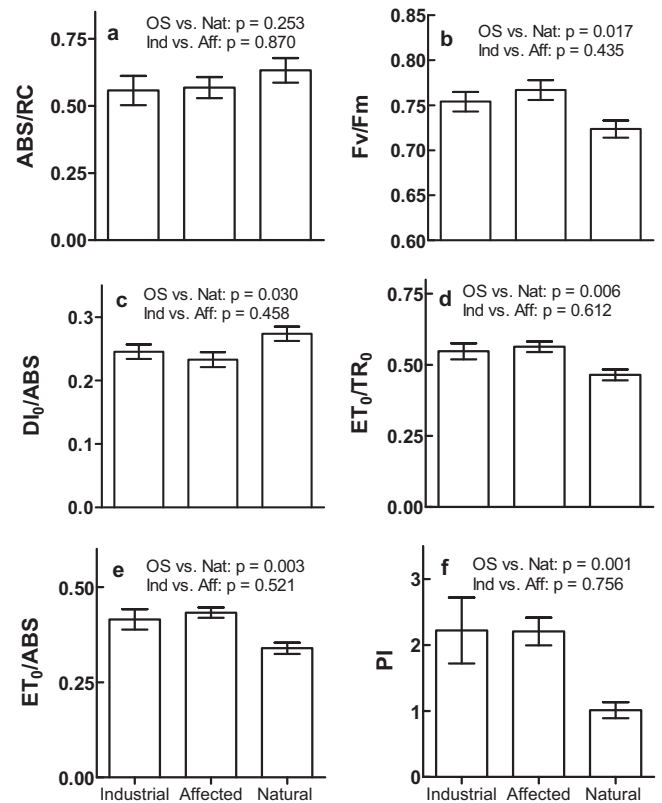 a
OS vs. Nat: p = 0.253
Ind vs. Aff: p = 0.870
ABS/RC
0.75
0.50
0.25
0.00
b
OS vs. Nat: p = 0.017
Ind vs. Aff: p = 0.435
Fv/Fm
0.85
0.80
0.75
0.70
0.65
0.60
c
OS vs. Nat: p = 0.030
Ind vs. Aff: p = 0.458
DI₀/ABS
0.3
0.2
0.1
0.0
d
OS vs. Nat: p = 0.006
Ind vs. Aff: p = 0.612
ET₀/TR₀
0.75
0.50
0.25
0.00
e
OS vs. Nat: p = 0.003
Ind vs. Aff: p = 0.521
ET₀/ABS
0.50
0.25
0.00
Industrial Affected Natural
f
OS vs. Nat: p = 0.001
Ind vs. Aff: p = 0.756
PI
3
2
1
0
Industrial Affected Natural